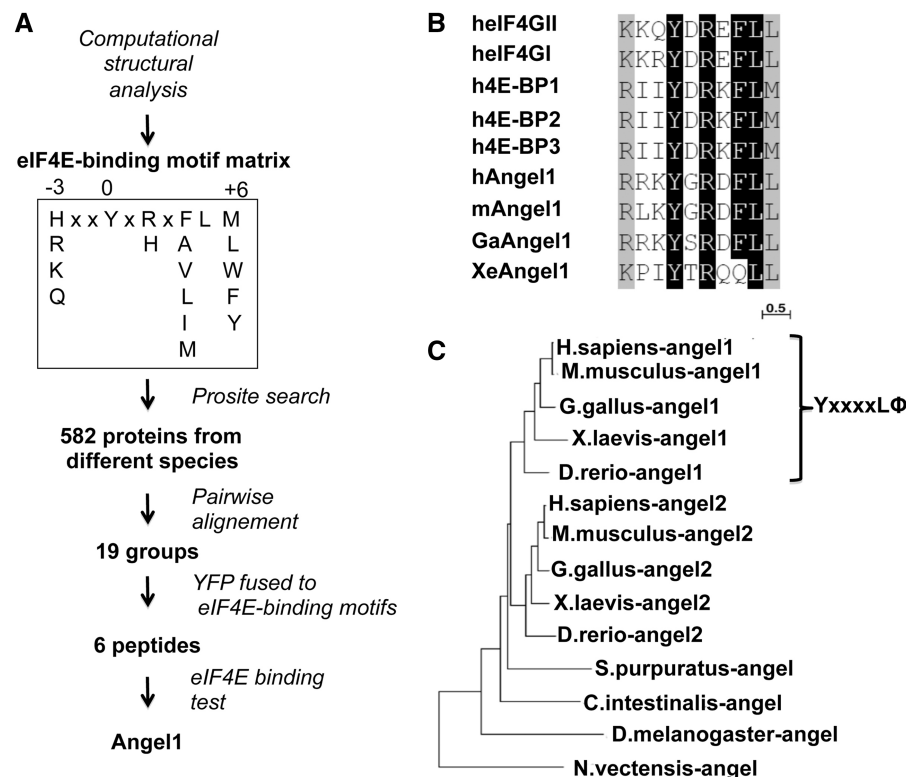 A
Computational
structural
analysis
eIF4E-binding motif matrix
-3 0 +6
H x x Y x R x F L M
R H A L
K V W
Q L F
I Y
M
Prosite search
582 proteins from
different species
Pairwise
alignement
19 groups
YFP fused to
eIF4E-binding motifs
6 peptides
eIF4E binding
test
Angel1
B
heIF4GII KKQYDREFLL
heIF4GI KKRYDREFLL
h4E-BP1 RIIYDRKFLM
h4E-BP2 RIIYDRKFLM
h4E-BP3 RIIYDRKFLM
hAngel1 RRKYGRDFLL
mAngel1 RLKYGRDFLL
GaAngel1 RRKYSRDFLL
XeAngel1 KPIYTRQQLL
0.5
C
H.sapiens-angel1
M.musculus-angel1
G.gallus-angel1
X.laevis-angel1
D.rerio-angel1
YxxxxLΦ
H.sapiens-angel2
M.musculus-angel2
G.gallus-angel2
X.laevis-angel2
D.rerio-angel2
S.purpuratus-angel
C.intestinalis-angel
D.melanogaster-angel
N.vectensis-angel